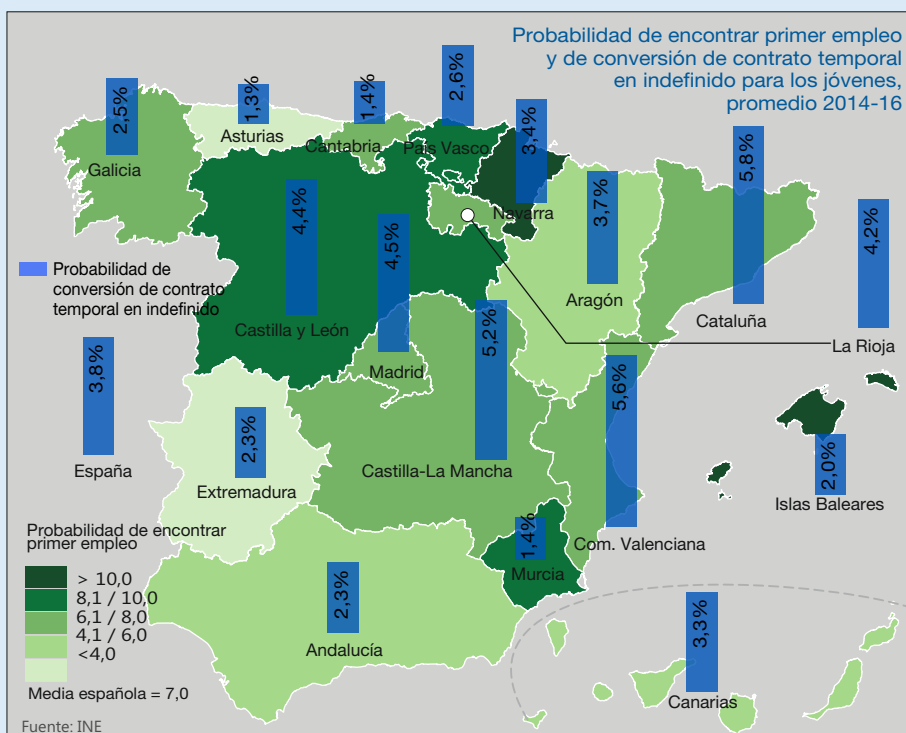 Probabilidad de encontrar primer empleo
y de conversión de contrato temporal
en indefinido para los jóvenes,
promedio 2014-16
2,5%
Galicia
1,3%
Asturias
1,4%
Cantabria
2,6%
País Vasco
3,4%
Navarra
3,7%
Aragón
5,8%
Cataluña
4,2%
La Rioja
4,4%
Castilla y León
4,5%
Madrid
Probabilidad de
conversión de contrato
temporal en indefinido
3,8%
España
2,3%
Extremadura
5,2%
Castilla-La Mancha
5,6%
Com. Valenciana
2,0%
Islas Baleares
1,4%
Murcia
2,3%
Andalucía
3,3%
Canarias
Probabilidad de encontrar
primer empleo
> 10,0
8,1 / 10,0
6,1 / 8,0
4,1 / 6,0
<4,0
Media española = 7,0
Fuente: INE